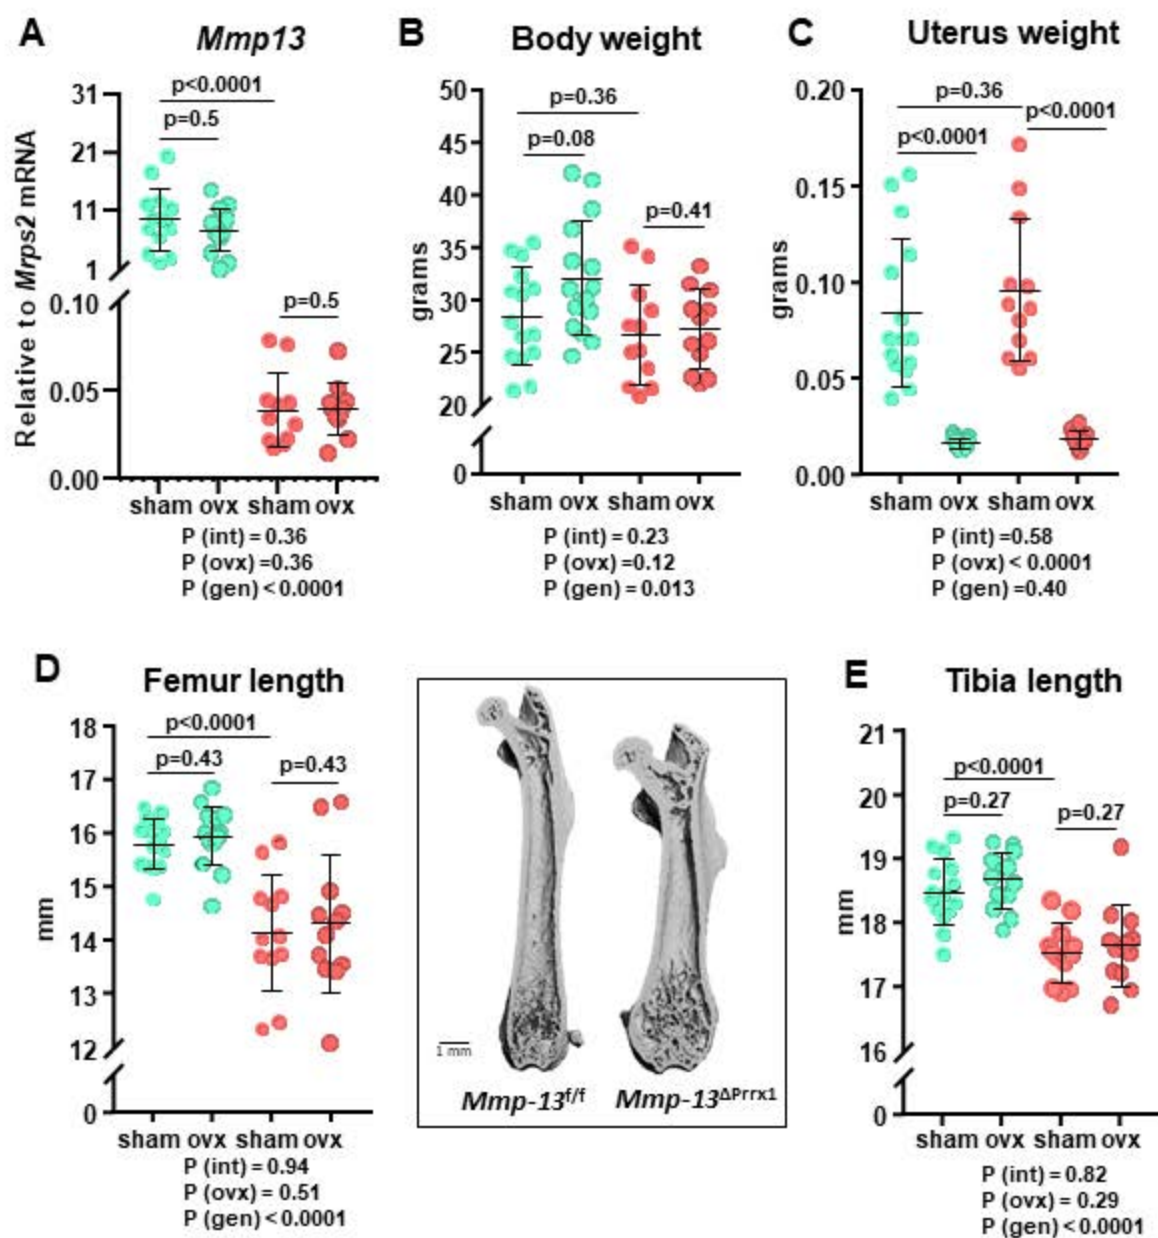 A
Mmp13
Relative to Mrps2 mRNA
31
21
11
1
0.10
0.05
0.00
p<0.0001
p=0.5
p=0.5
sham ovx sham ovx
P (int) = 0.36
P (ovx) =0.36
P (gen) < 0.0001
B
Body weight
grams
50
45
40
35
30
25
20
0
p=0.36
p=0.08
p=0.41
sham ovx sham ovx
P (int) = 0.23
P (ovx) =0.12
P (gen) = 0.013
C
Uterus weight
grams
0.20
0.15
0.10
0.05
0.00
p=0.36
p<0.0001
p<0.0001
sham ovx sham ovx
P (int) =0.58
P (ovx) < 0.0001
P (gen) =0.40
D
Femur length
mm
18
17
16
15
14
13
12
0
p<0.0001
p=0.43
p=0.43
sham ovx sham ovx
P (int) = 0.94
P (ovx) = 0.51
P (gen) < 0.0001
1 mm
Mmp-13f/f Mmp-13ΔPrrx1
E
Tibia length
mm
21
20
19
18
17
16
0
p<0.0001
p=0.27
p=0.27
sham ovx sham ovx
P (int) = 0.82
P (ovx) = 0.29
P (gen) < 0.0001